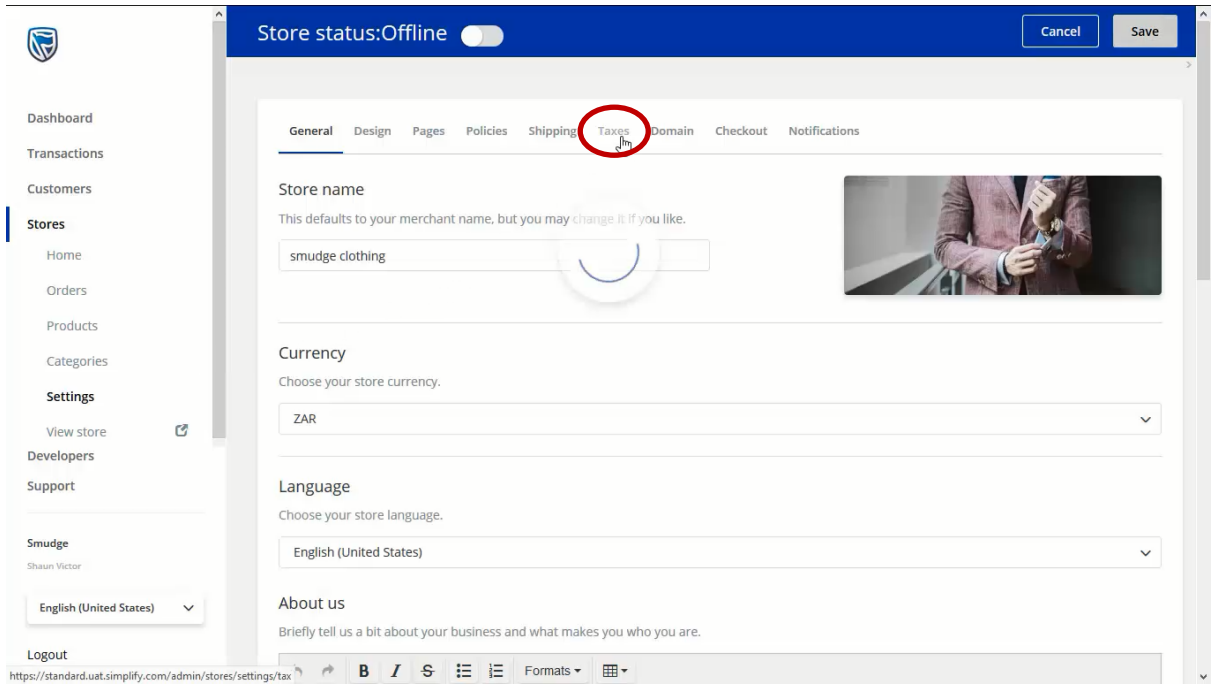 Store status:Offline
Cancel
Save
Dashboard
Transactions
Customers
Stores
Home
Orders
Products
Categories
Settings
View store
Developers
Support
Smudge
Shaun Victor
English (United States)
Logout
https://standard.uat.simplify.com/admin/stores/settings/tax
General Design Pages Policies Shipping Taxes Domain Checkout Notifications
Store name
This defaults to your merchant name, but you may change it if you like.
smudge clothing
Currency
Choose your store currency.
ZAR
Language
Choose your store language.
English (United States)
About us
Briefly tell us a bit about your business and what makes you who you are.
B I S Formats